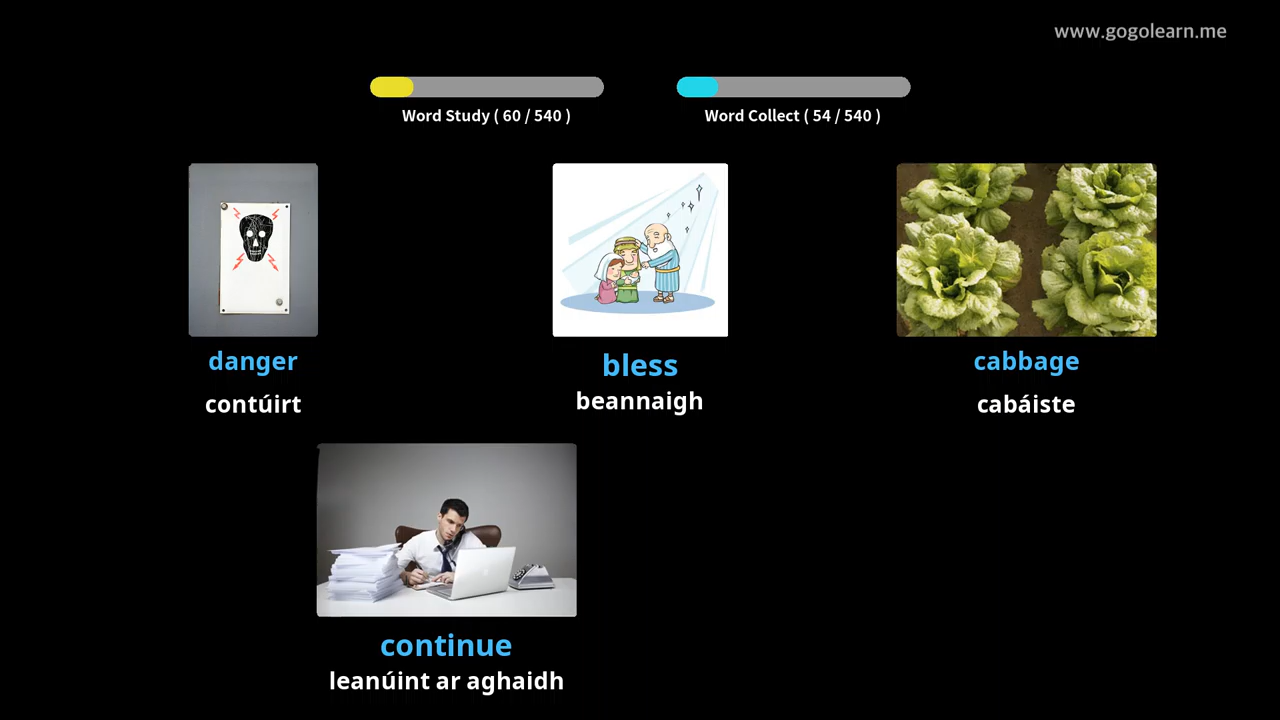 www.gogolearn.me
Word Study ( 60 / 540 )
Word Collect ( 54 / 540 )
danger
contúirt
bless
beannaigh
cabbage
cabáiste
continue
leanúint ar aghaidh